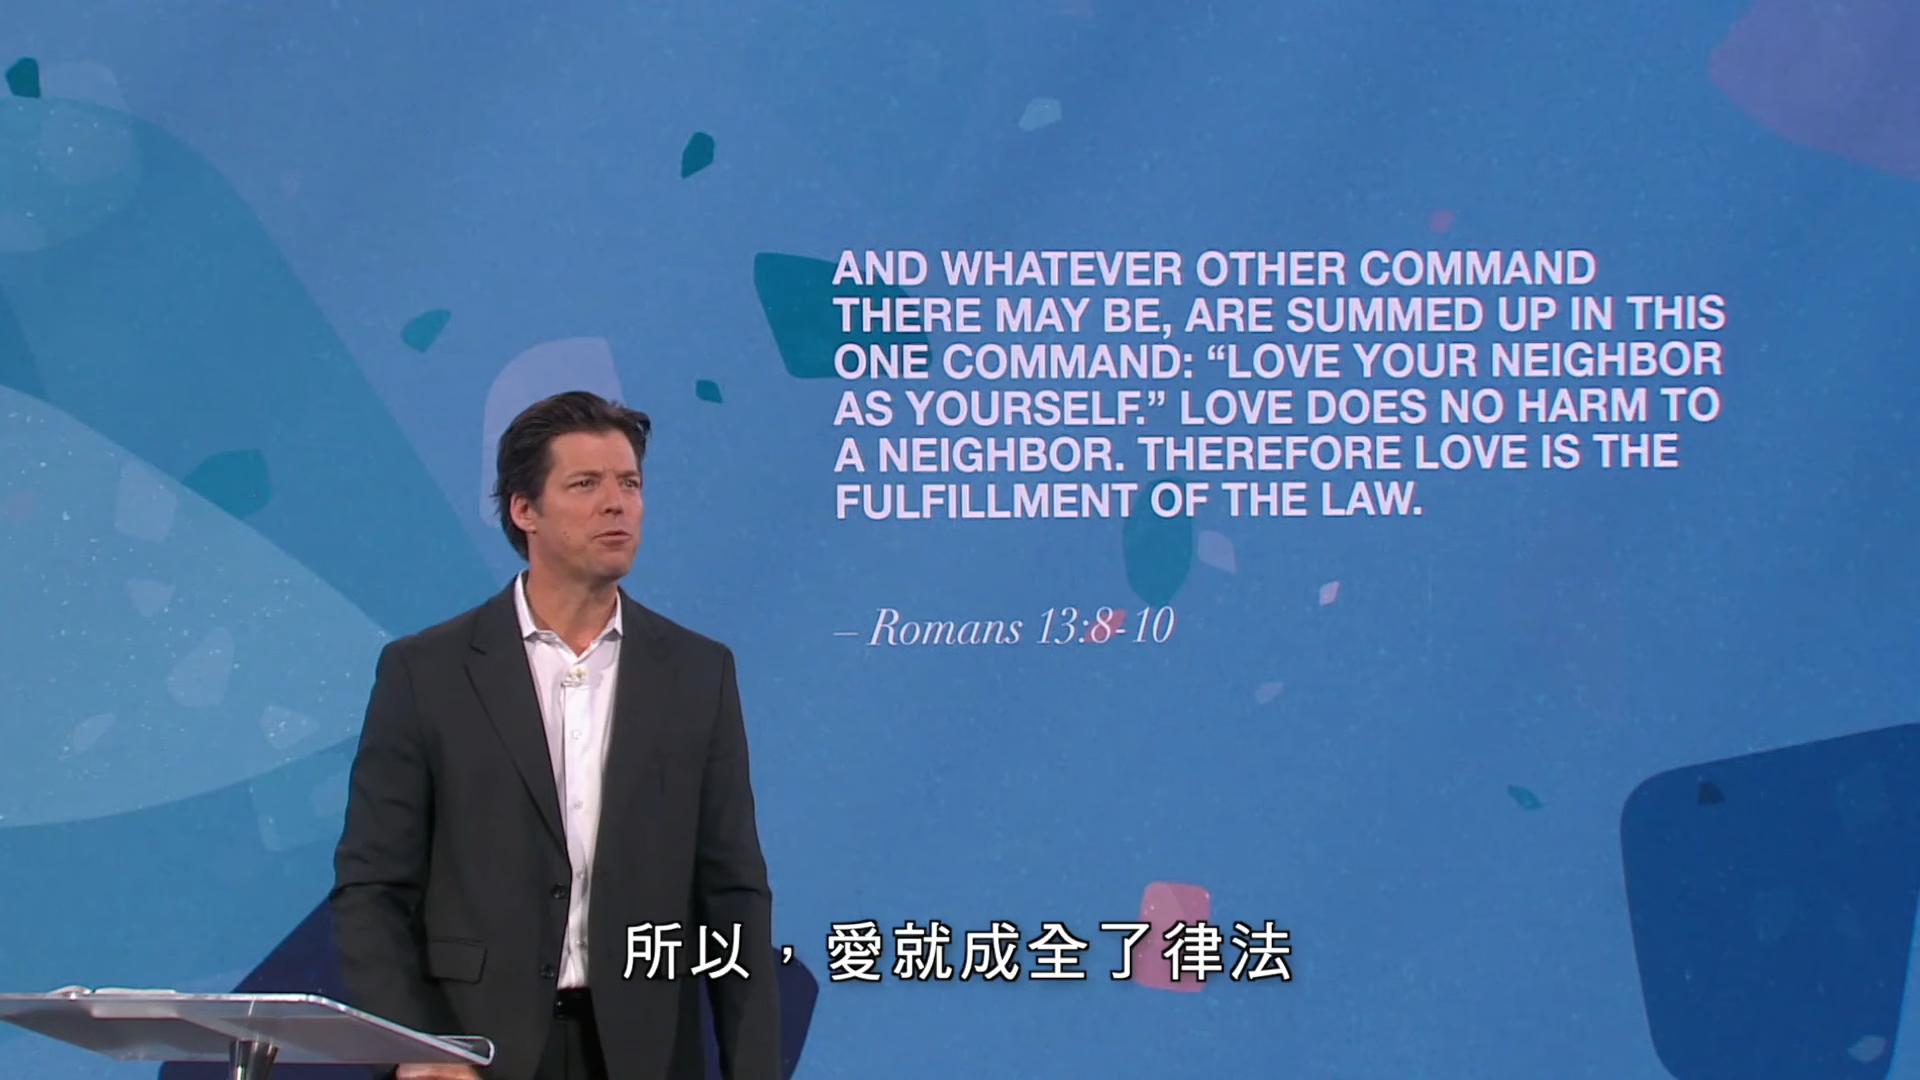 AND WHATEVER OTHER COMMAND
THERE MAY BE, ARE SUMMED UP IN THIS
ONE COMMAND: “LOVE YOUR NEIGHBOR
AS YOURSELF.” LOVE DOES NO HARM TO
A NEIGHBOR. THEREFORE LOVE IS THE
FULFILLMENT OF THE LAW.
– Romans 13:8-10
所以，愛就成全了律法